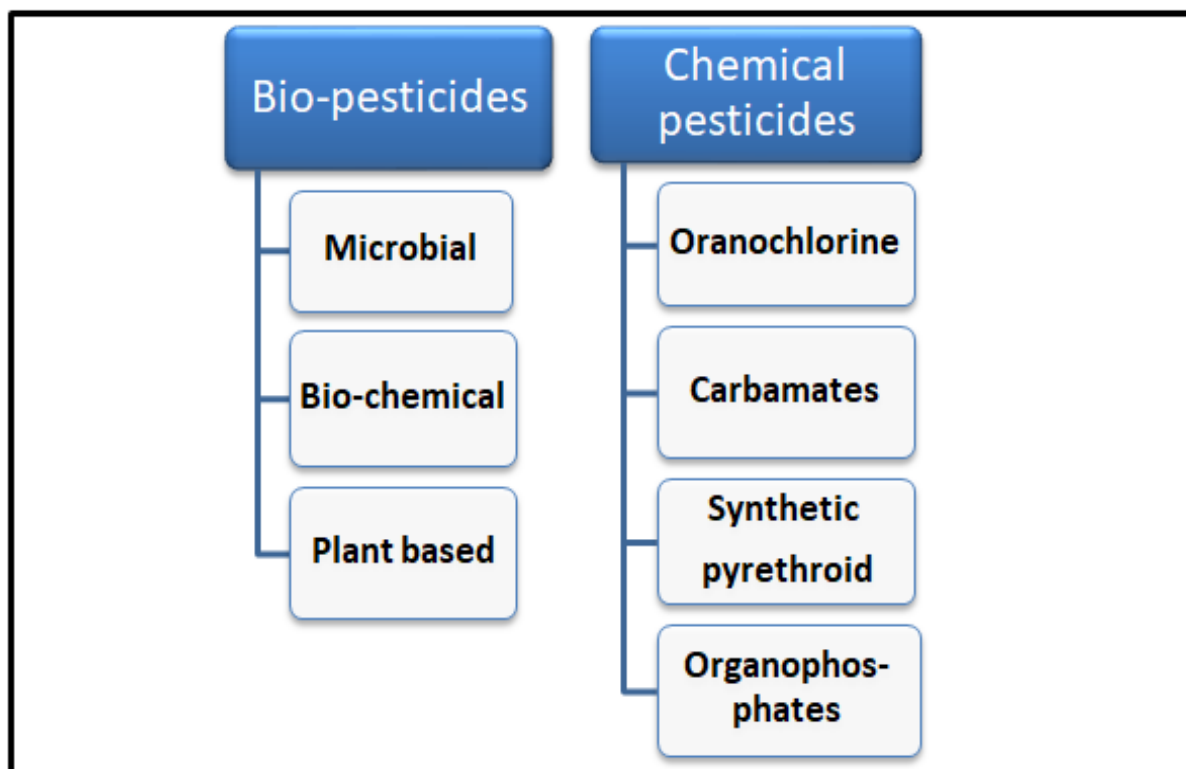 Bio-pesticides
Microbial
Bio-chemical
Plant based
Chemical
pesticides
Oranochlorine
Carbamates
Synthetic
pyrethroid
Organophos-
phates